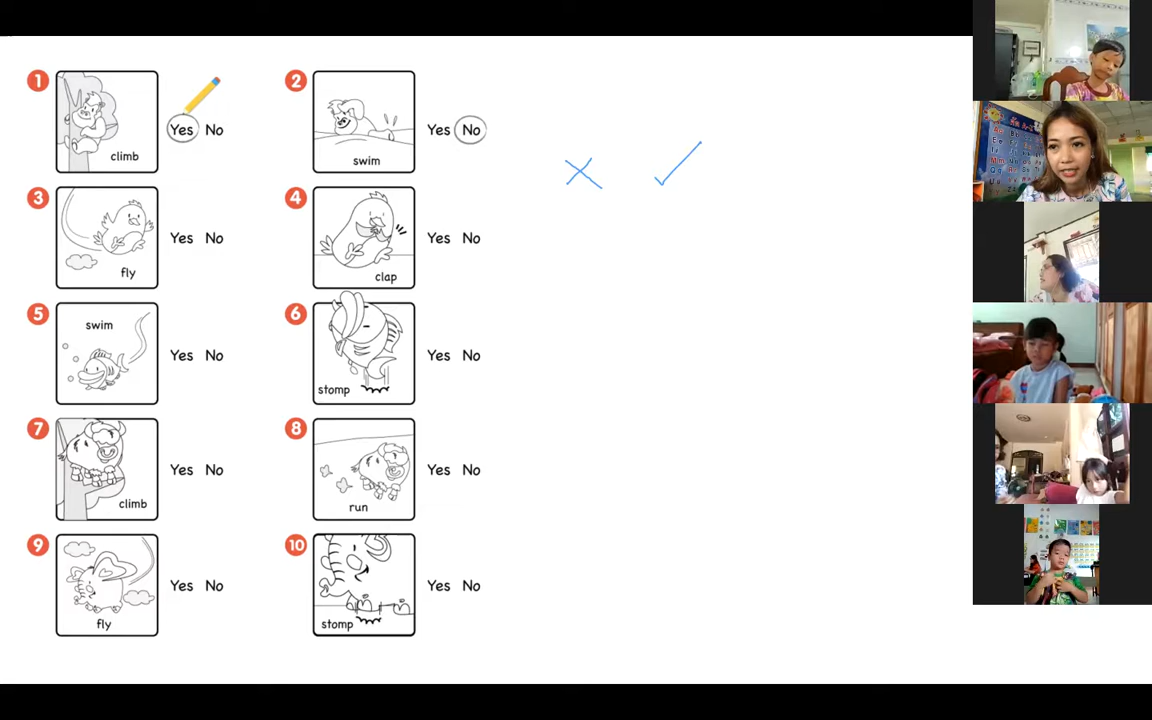 1
climb
Yes No
2
swim
Yes No
3
fly
Yes No
4
clap
Yes No
5
swim
Yes No
6
stomp
Yes No
7
climb
Yes No
8
run
Yes No
9
fly
Yes No
10
stomp
Yes No